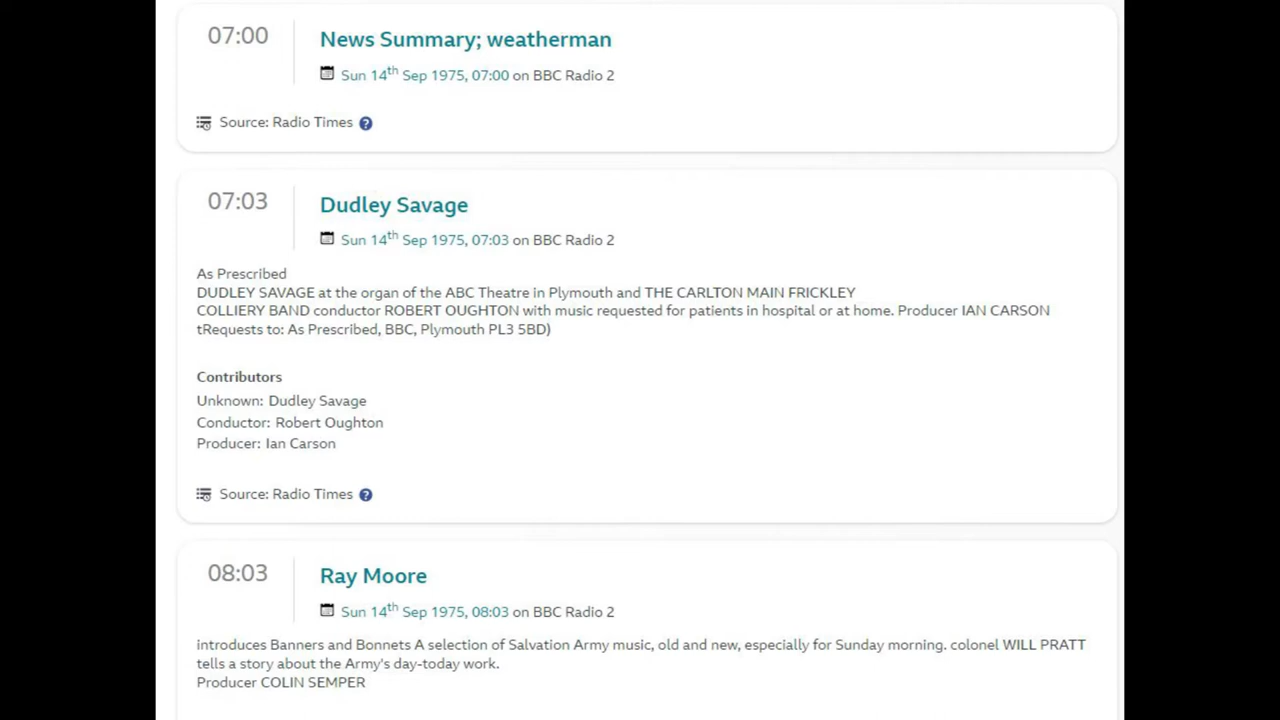 07:00
News Summary; weatherman
Sun 14th Sep 1975, 07:00 on BBC Radio 2
Source: Radio Times ?
07:03
Dudley Savage
Sun 14th Sep 1975, 07:03 on BBC Radio 2
As Prescribed
DUDLEY SAVAGE at the organ of the ABC Theatre in Plymouth and THE CARLTON MAIN FRICKLEY
COLLIERY BAND conductor ROBERT OUGHTON with music requested for patients in hospital or at home. Producer IAN CARSON
tRequests to: As Prescribed, BBC, Plymouth PL3 5BD)
Contributors
Unknown: Dudley Savage
Conductor: Robert Oughton
Producer: Ian Carson
Source: Radio Times ?
08:03
Ray Moore
Sun 14th Sep 1975, 08:03 on BBC Radio 2
introduces Banners and Bonnets A selection of Salvation Army music, old and new, especially for Sunday morning. colonel WILL PRATT
tells a story about the Army's day-today work.
Producer COLIN SEMPER